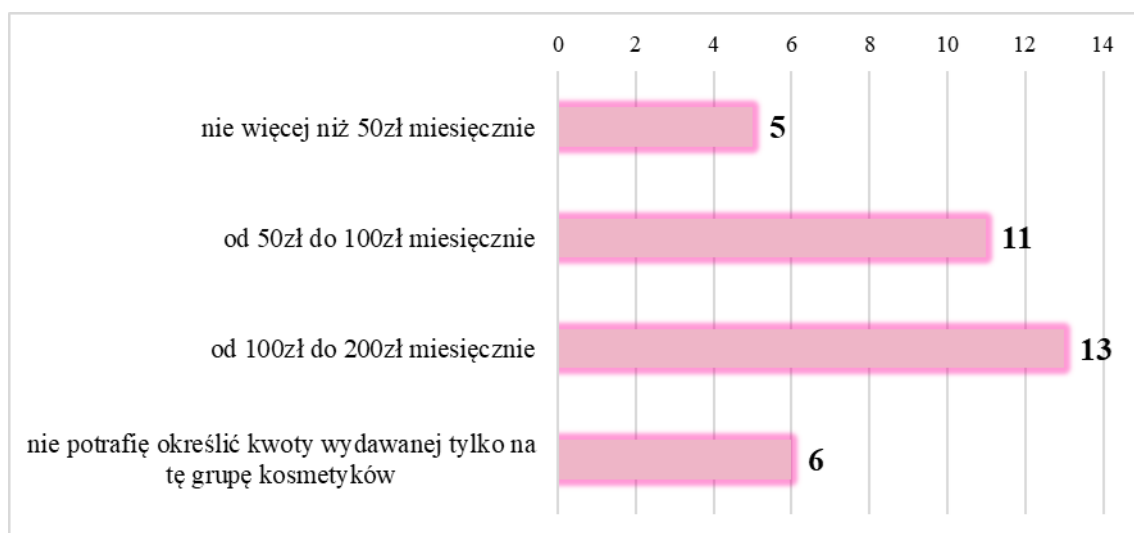 0 2 4 6 8 10 12 14
nie więcej niż 50zł miesięcznie 5
od 50zł do 100zł miesięcznie 11
od 100zł do 200zł miesięcznie 13
nie potrafię określić kwoty wydawanej tylko na
tę grupę kosmetyków 6